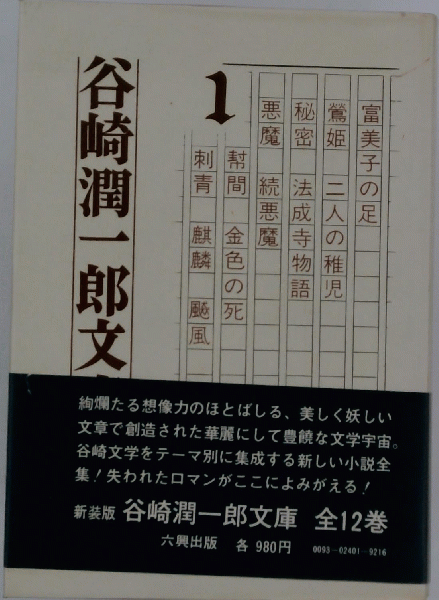 谷崎潤一郎文
1
富美子の足
鶯姫 二人の稚児
秘密 法成寺物語
悪魔 続悪魔
幇間 金色の死
刺青 麒麟 飈風
絢爛たる想像力のほとばしる、美しく妖しい
文章で創造された華麗にして豊饒な文学宇宙。
谷崎文学をテーマ別に集成する新しい小説全
集!失われたロマンがここによみがえる!
新装版 谷崎潤一郎文庫 全12巻
六興出版 各 980円 0093-02401-9216